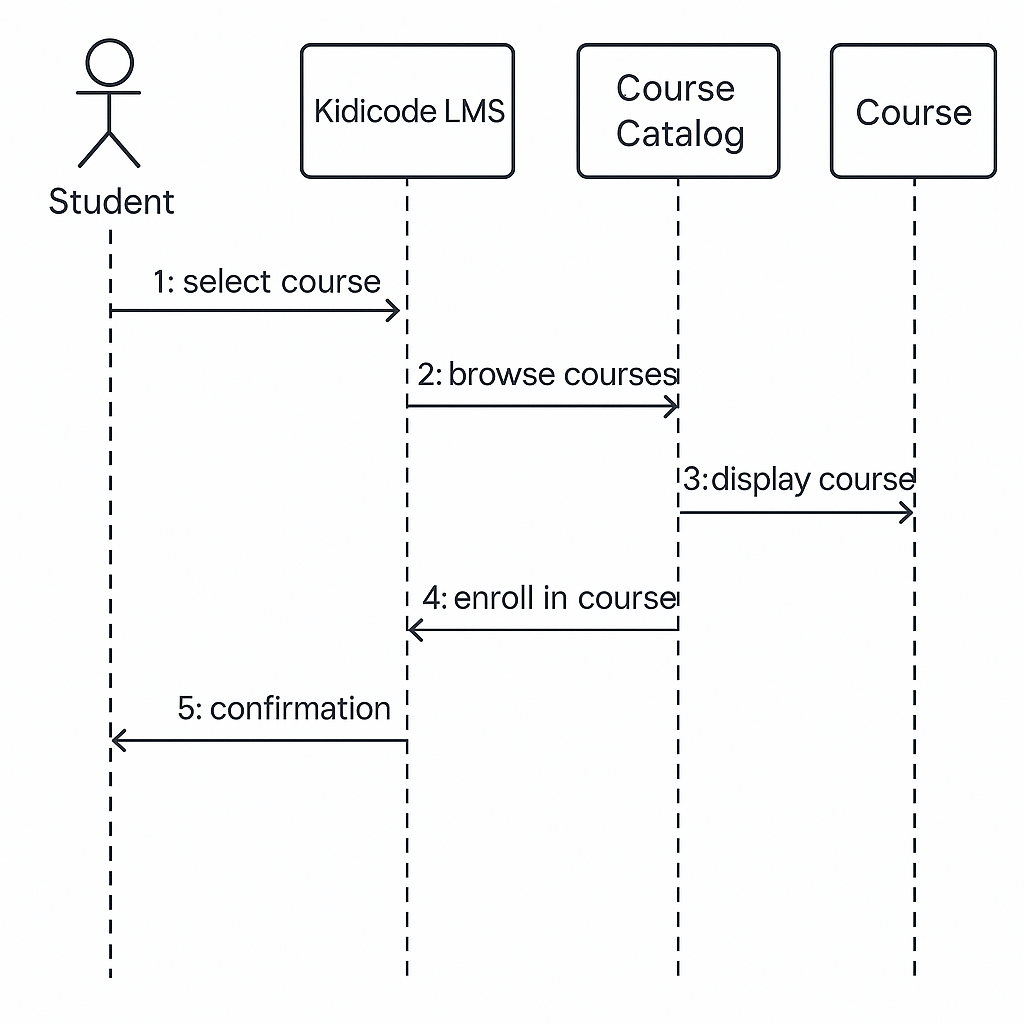 Kidicode LMS
Course
Catalog
Course
Student
1: select course
2: browse courses
3:display course
4: enroll in course
5: confirmation